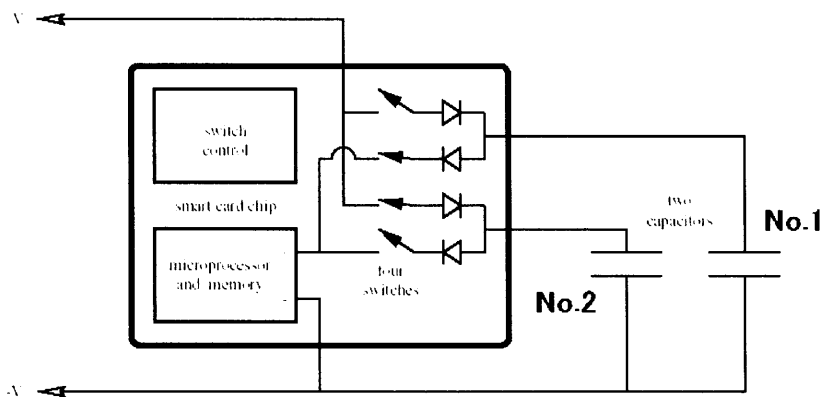 V
switch
control
smart card chip
microprocessor
and memory
four
switches
two
capacitors
No.1
No.2
-V